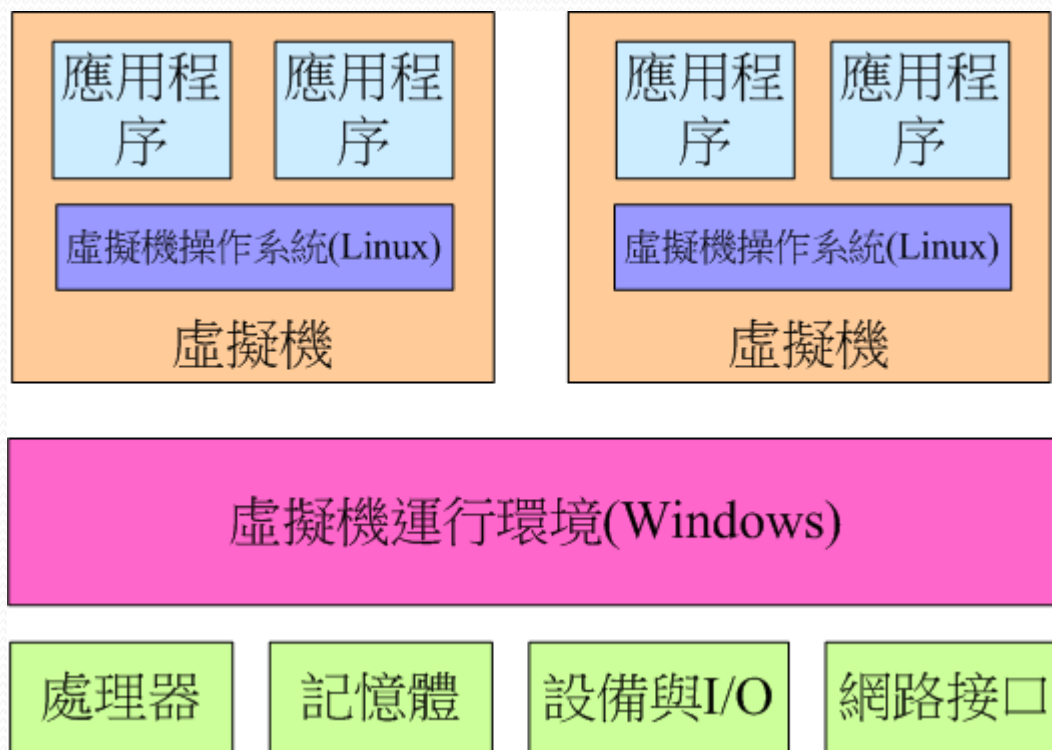 應用程
序
應用程
序
虛擬機操作系統(Linux)
虛擬機
應用程
序
應用程
序
虛擬機操作系統(Linux)
虛擬機
虛擬機運行環境(Windows)
處理器
記憶體
設備與I/O
網路接口